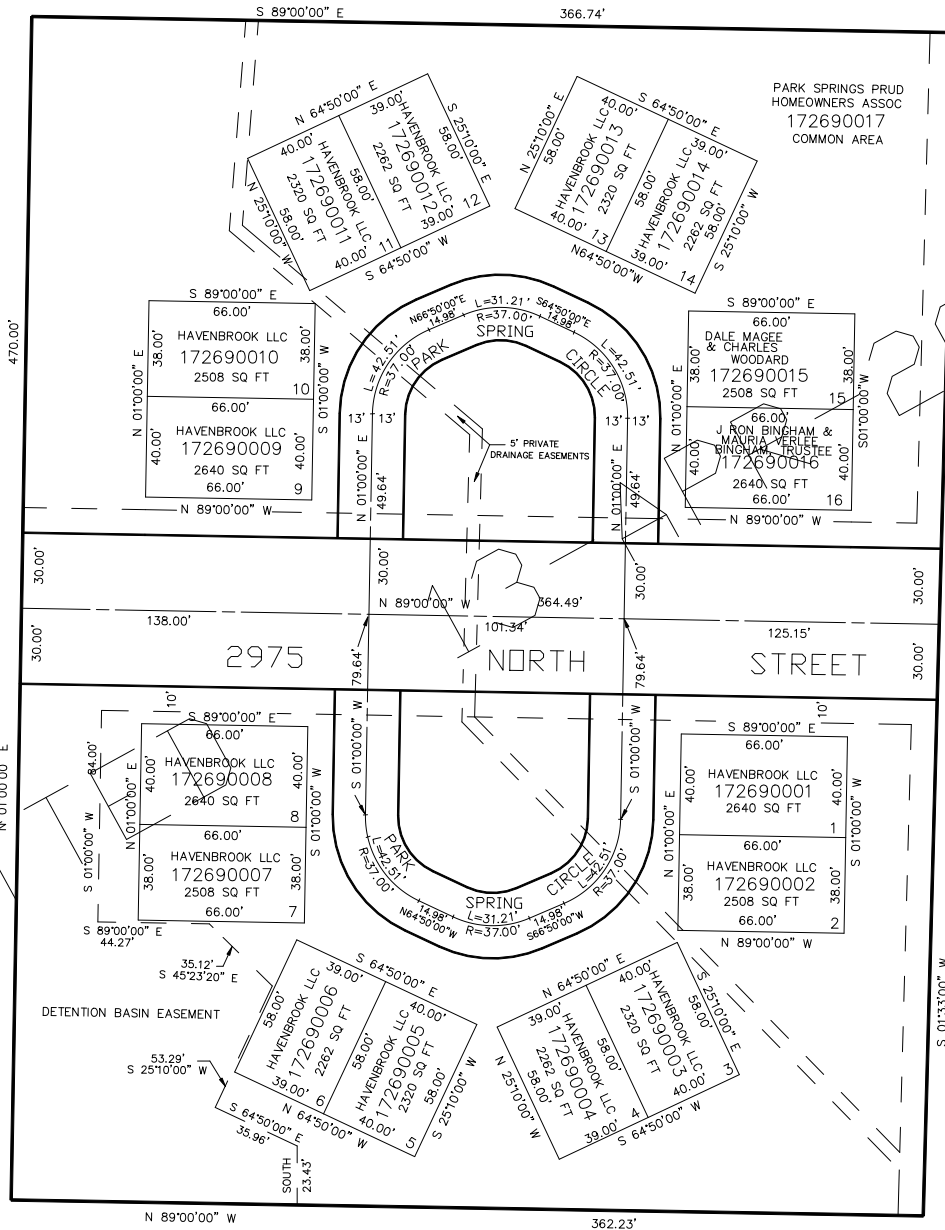 S 89°00'00" E
366.74'
PARK SPRINGS PRUD
HOMEOWNERS ASSOC
172690017
COMMON AREA
N 64°50'00" E
40.00'
39.00'
S 25°10'00" E
58.00'
HAVENBROOK LLC
172690011
2320 SQ FT
58.00'
HAVENBROOK LLC
172690012
2262 SQ FT
N 25°10'00" W
58.00'
40.00'
11
39.00'
12
S 64°50'00" W
S 64°50'00" E
40.00'
39.00'
N 25°10'00" E
58.00'
HAVENBROOK LLC
172690013
2320 SQ FT
58.00'
HAVENBROOK LLC
172690014
2262 SQ FT
58.00'
S 25°10'00" W
40.00'
13
39.00'
14
N64°50'00"W
470.00'
S 89°00'00" E
66.00'
N 01°00'00" E
38.00'
HAVENBROOK LLC
172690010
2508 SQ FT
38.00'
10
S 01°00'00" W
66.00'
40.00'
HAVENBROOK LLC
172690009
2640 SQ FT
40.00'
66.00'
9
N 89°00'00" W
N66°50'00"E
14.98'
L=31.21'
R=37.00'
S64°50'00"E
14.98'
L=42.51'
R=37.00'
L=42.51'
R=37.00'
PARK
SPRING
CIRCLE
13'
13'
13'
13'
N 01°00'00" E
49.64'
N 01°00'00" E
49.64'
5' PRIVATE
DRAINAGE EASEMENTS
S 89°00'00" E
66.00'
N 01°00'00" E
38.00'
DALE MAGEE
& CHARLES
WOODARD
172690015
2508 SQ FT
38.00'
15
S01°00'00"W
66.00'
40.00'
J RON BINGHAM &
MAURIA VERLEE
BINGHAM, TRUSTEE
172690016
2640 SQ FT
40.00'
66.00'
16
N 89°00'00" W
30.00'
30.00'
30.00'
30.00'
N 89°00'00" W
364.49'
138.00'
101.34'
125.15'
30.00'
79.64'
79.64'
30.00'
2975
NORTH
STREET
10'
S 89°00'00" E
66.00'
84.00'
N 01°00'00" E
40.00'
HAVENBROOK LLC
172690008
2640 SQ FT
40.00'
8
S 01°00'00" W
S 01°00'00" W
66.00'
38.00'
HAVENBROOK LLC
172690007
2508 SQ FT
38.00'
66.00'
7
S 01°00'00" W
S 01°00'00" W
PARK
SPRING
CIRCLE
L=42.51'
R=37.00'
14.98'
N64°50'00"W
L=31.21'
R=37.00'
14.98'
S66°50'00"W
L=42.51'
R=37.00'
10'
S 89°00'00" E
66.00'
N 01°00'00" E
40.00'
HAVENBROOK LLC
172690001
2640 SQ FT
40.00'
1
S 01°00'00" W
66.00'
38.00'
HAVENBROOK LLC
172690002
2508 SQ FT
38.00'
66.00'
2
N 89°00'00" W
N 01°00'00" E
S 89°00'00" E
44.27'
35.12'
S 45°23'20" E
DETENTION BASIN EASEMENT
53.29'
S 25°10'00" W
S 64°50'00" E
35.96'
SOUTH
23.43'
S 64°50'00" E
39.00'
40.00'
58.00'
HAVENBROOK LLC
172690006
2262 SQ FT
58.00'
HAVENBROOK LLC
172690005
2320 SQ FT
58.00'
S 25°10'00" W
39.00'
6
40.00'
5
N 64°50'00" W
N 64°50'00" E
39.00'
40.00'
S 25°10'00" E
58.00'
HAVENBROOK LLC
172690004
2262 SQ FT
58.00'
HAVENBROOK LLC
172690003
2320 SQ FT
N 25°10'00" W
58.00'
39.00'
4
40.00'
3
S 64°50'00" W
S 01°33'00" W
N 89°00'00" W
362.23'